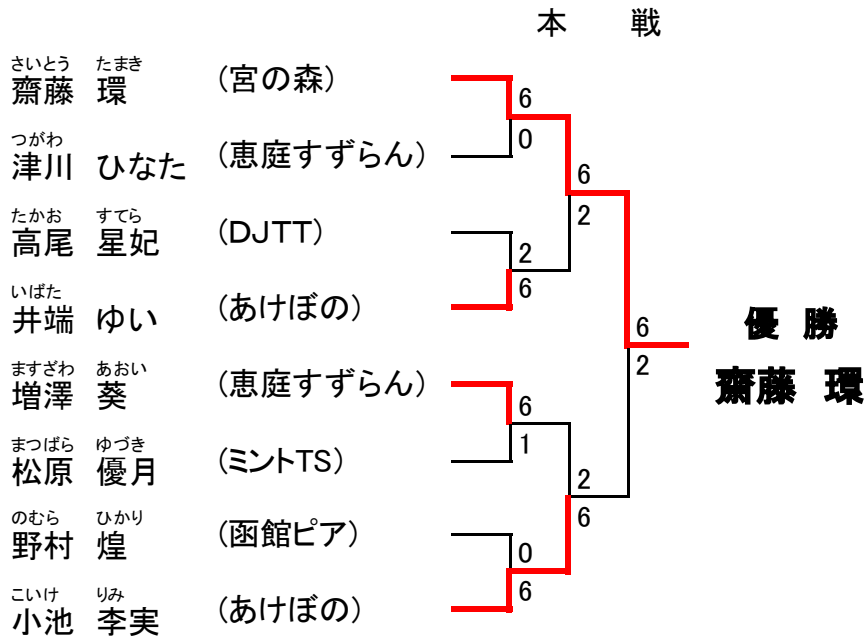 本 戦
さいとう たまき
齋藤 環 (宮の森)
6
つがわ
津川 ひなた (恵庭すずらん)
0
6
たかお すてら
高尾 星妃 (DJTT)
2
2
いばた
井端 ゆい (あけぼの)
6
6 優 勝
ますざわ あおい
増澤 葵 (恵庭すずらん)
2 齋藤 環
6
まつばら ゆづき
松原 優月 (ミントTS)
1
2
のむら ひかり
野村 煌 (函館ピア)
6
0
こいけ りみ
小池 李実 (あけぼの)
6